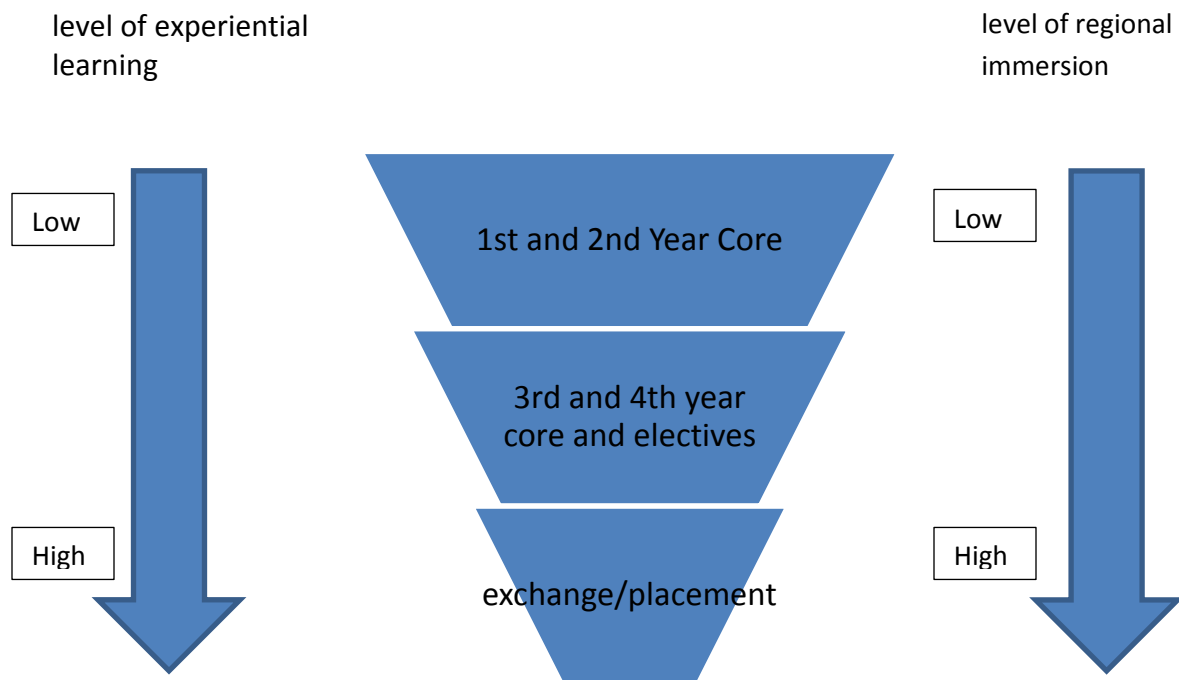 level of experiential
learning
level of regional
immersion
Low
1st and 2nd Year Core
Low
3rd and 4th year
core and electives
High
exchange/placement
High